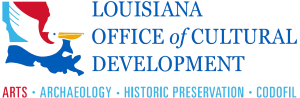 LOUISIANA
OFFICE of CULTURAL
DEVELOPMENT
ARTS • ARCHAEOLOGY • HISTORIC PRESERVATION • CODOFIL